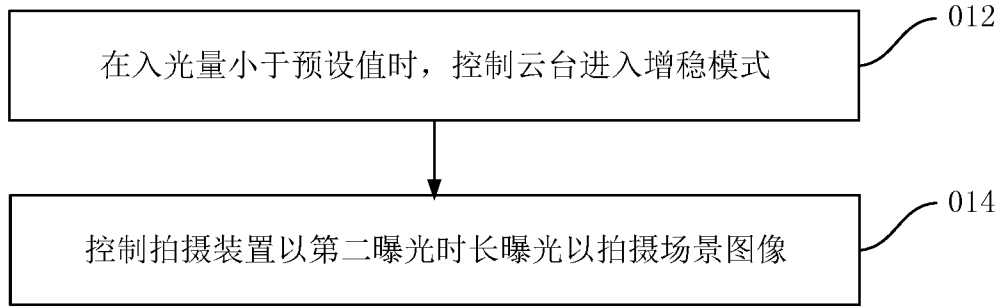 012
在入光量小于预设值时，控制云台进入增稳模式
014
控制拍摄装置以第二曝光时长曝光以拍摄场景图像